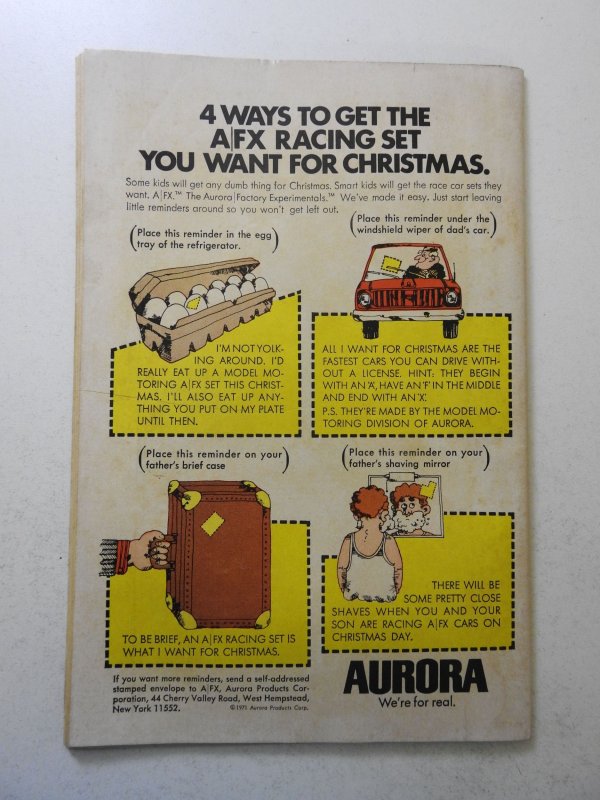 4 WAYS TO GET THE
A|FX RACING SET
YOU WANT FOR CHRISTMAS.
Some kids will get any dumb thing for Christmas. Smart kids will get the race car sets they
want. A|FX.™ The Aurora|Factory Experimentals.™ We've made it easy. Just start leaving
little reminders around so you won't get left out.
(Place this reminder in the egg
tray of the refrigerator.)
I'M NOT YOLK-
ING AROUND. I'D
REALLY EAT UP A MODEL MO-
TORING A|FX SET THIS CHRIST-
MAS. I'LL ALSO EAT UP ANY-
THING YOU PUT ON MY PLATE
UNTIL THEN.
(Place this reminder under the
windshield wiper of dad's car.)
ALL I WANT FOR CHRISTMAS ARE THE
FASTEST CARS YOU CAN DRIVE WITH-
OUT A LICENSE. HINT: THEY BEGIN
WITH AN 'A', HAVE AN 'F' IN THE MIDDLE
AND END WITH AN 'X'.
P.S. THEY'RE MADE BY THE MODEL MO-
TORING DIVISION OF AURORA.
(Place this reminder on your
father's brief case)
TO BE BRIEF, AN A|FX RACING SET IS
WHAT I WANT FOR CHRISTMAS.
(Place this reminder on your
father's shaving mirror)
THERE WILL BE
SOME PRETTY CLOSE
SHAVES WHEN YOU AND YOUR
SON ARE RACING A|FX CARS ON
CHRISTMAS DAY.
If you want more reminders, send a self-addressed
stamped envelope to A|FX, Aurora Products Cor-
poration, 44 Cherry Valley Road, West Hempstead,
New York 11552.
©1971 Aurora Products Corp.
AURORA
We're for real.